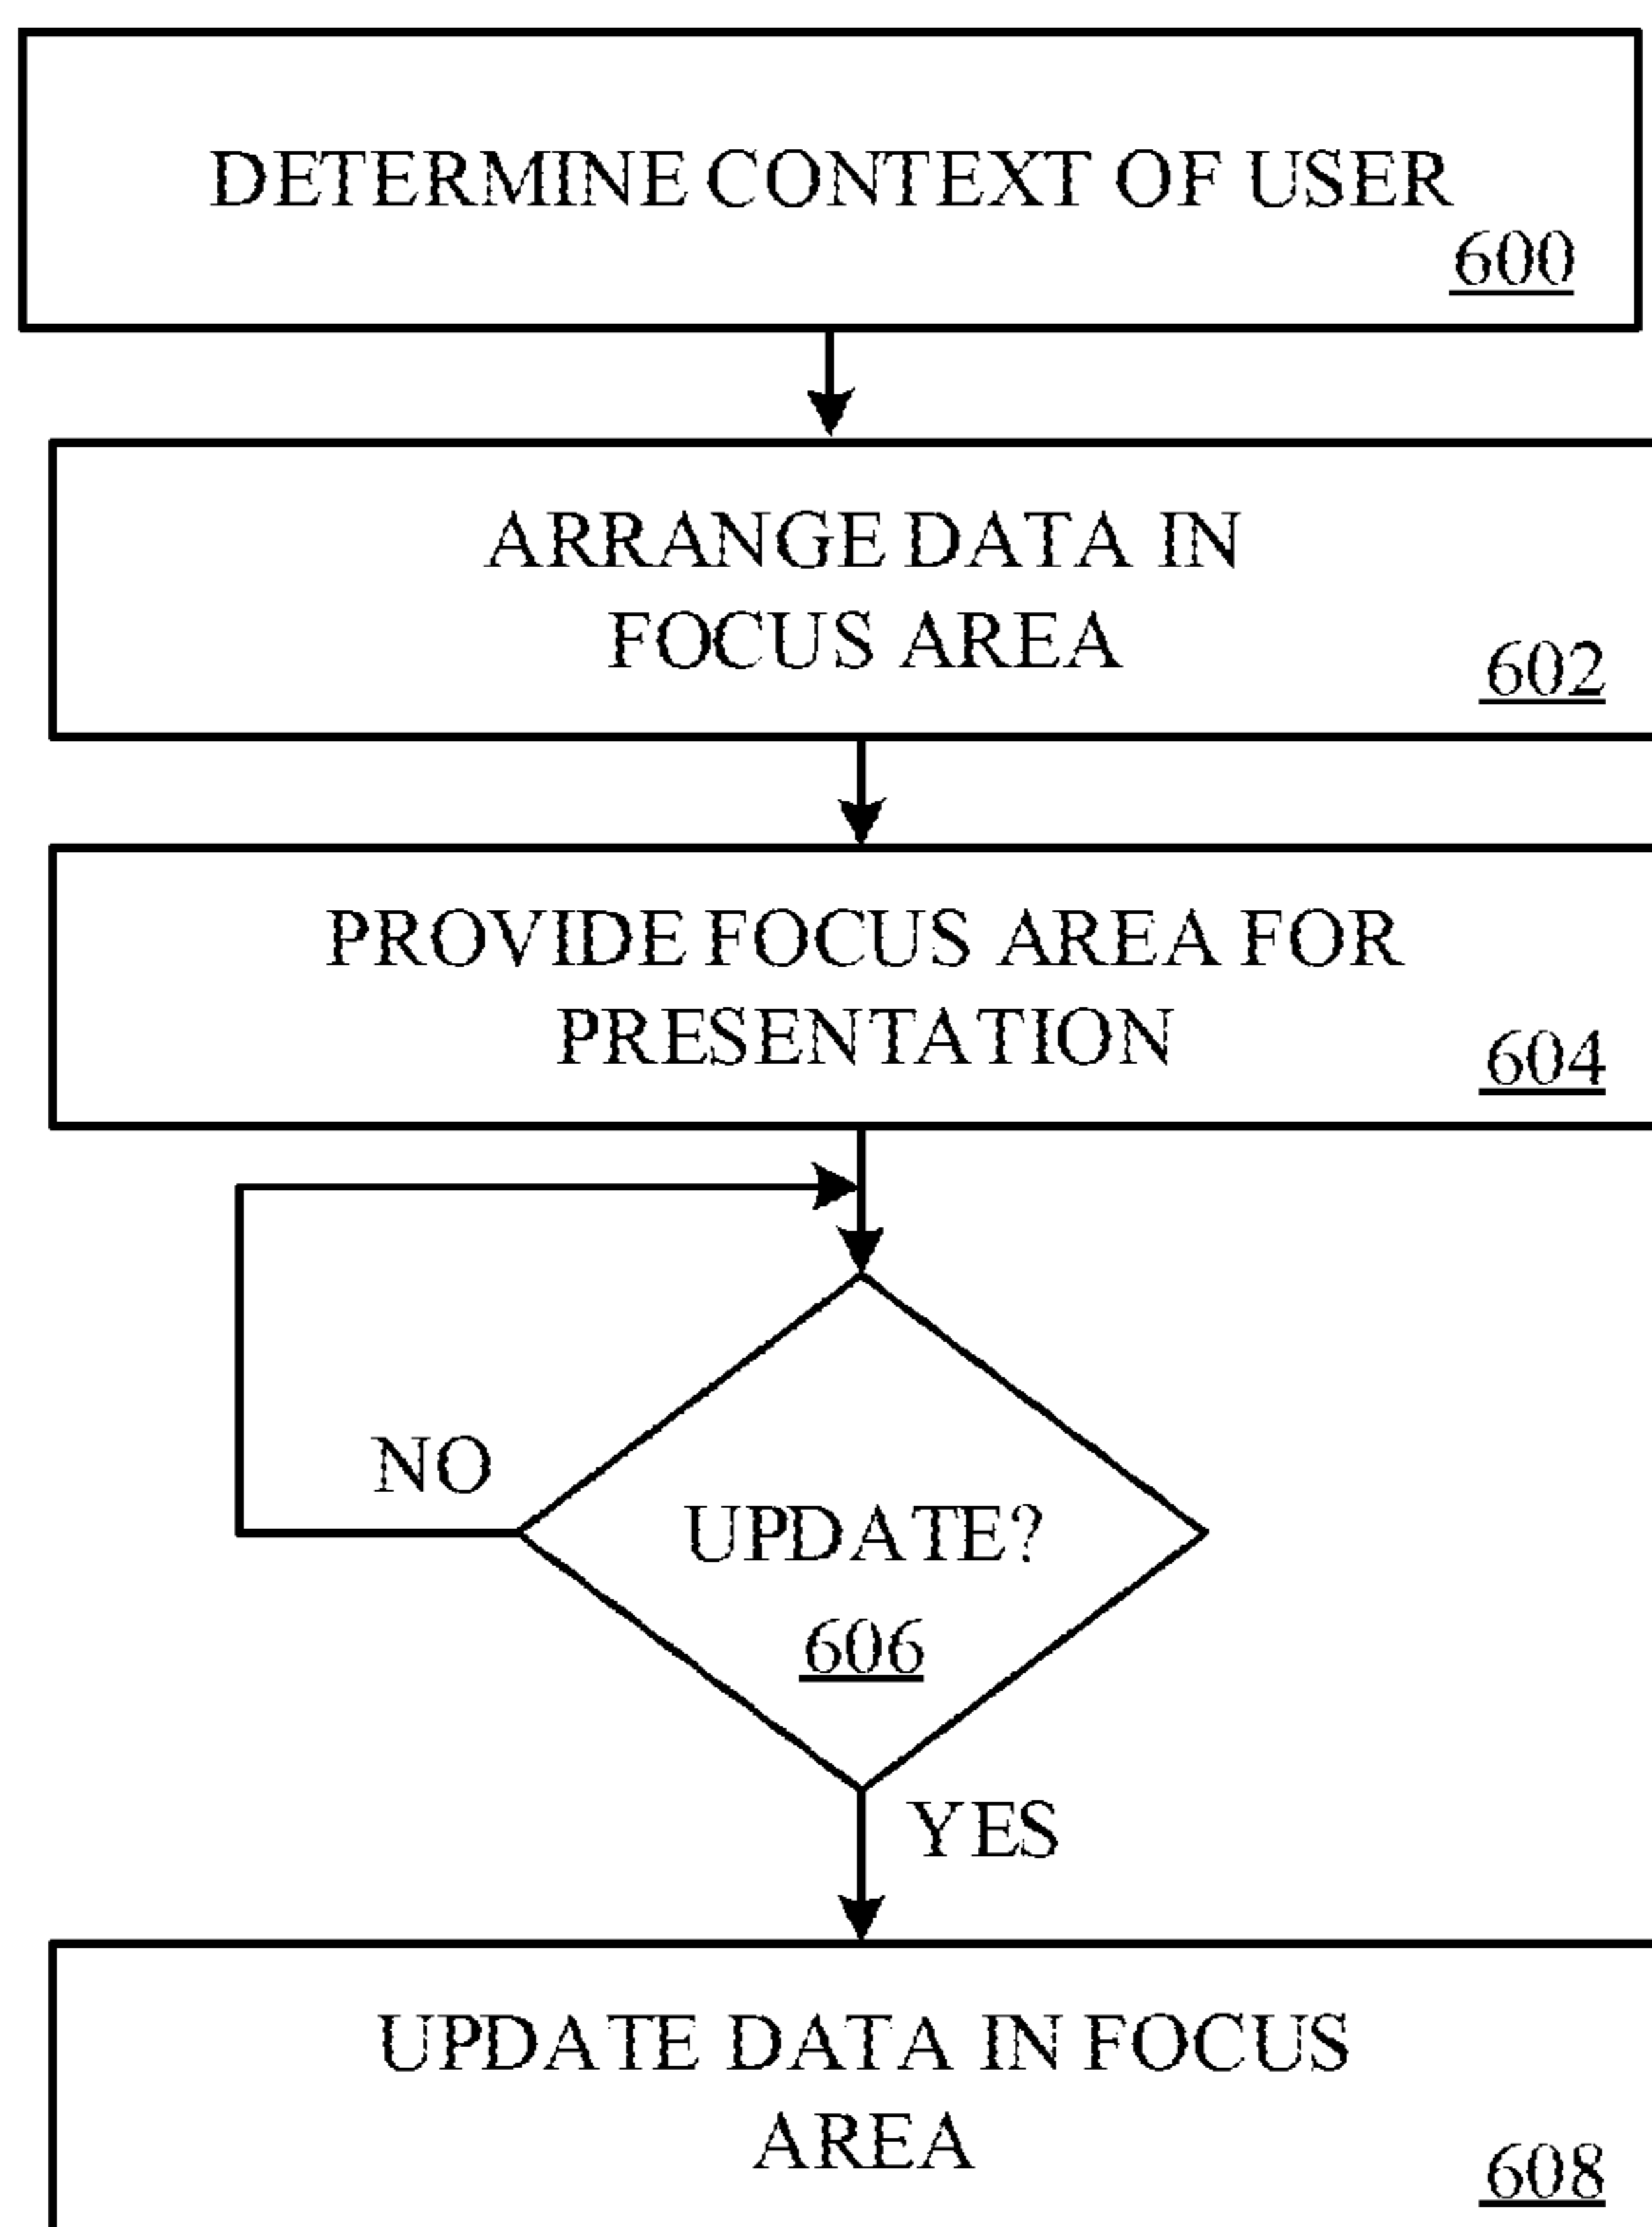 DETERMINE CONTEXT OF USER
600
ARRANGE DATA IN
FOCUS AREA
602
PROVIDE FOCUS AREA FOR
PRESENTATION
604
NO
UPDATE?
606
YES
UPDATE DATA IN FOCUS
AREA
608